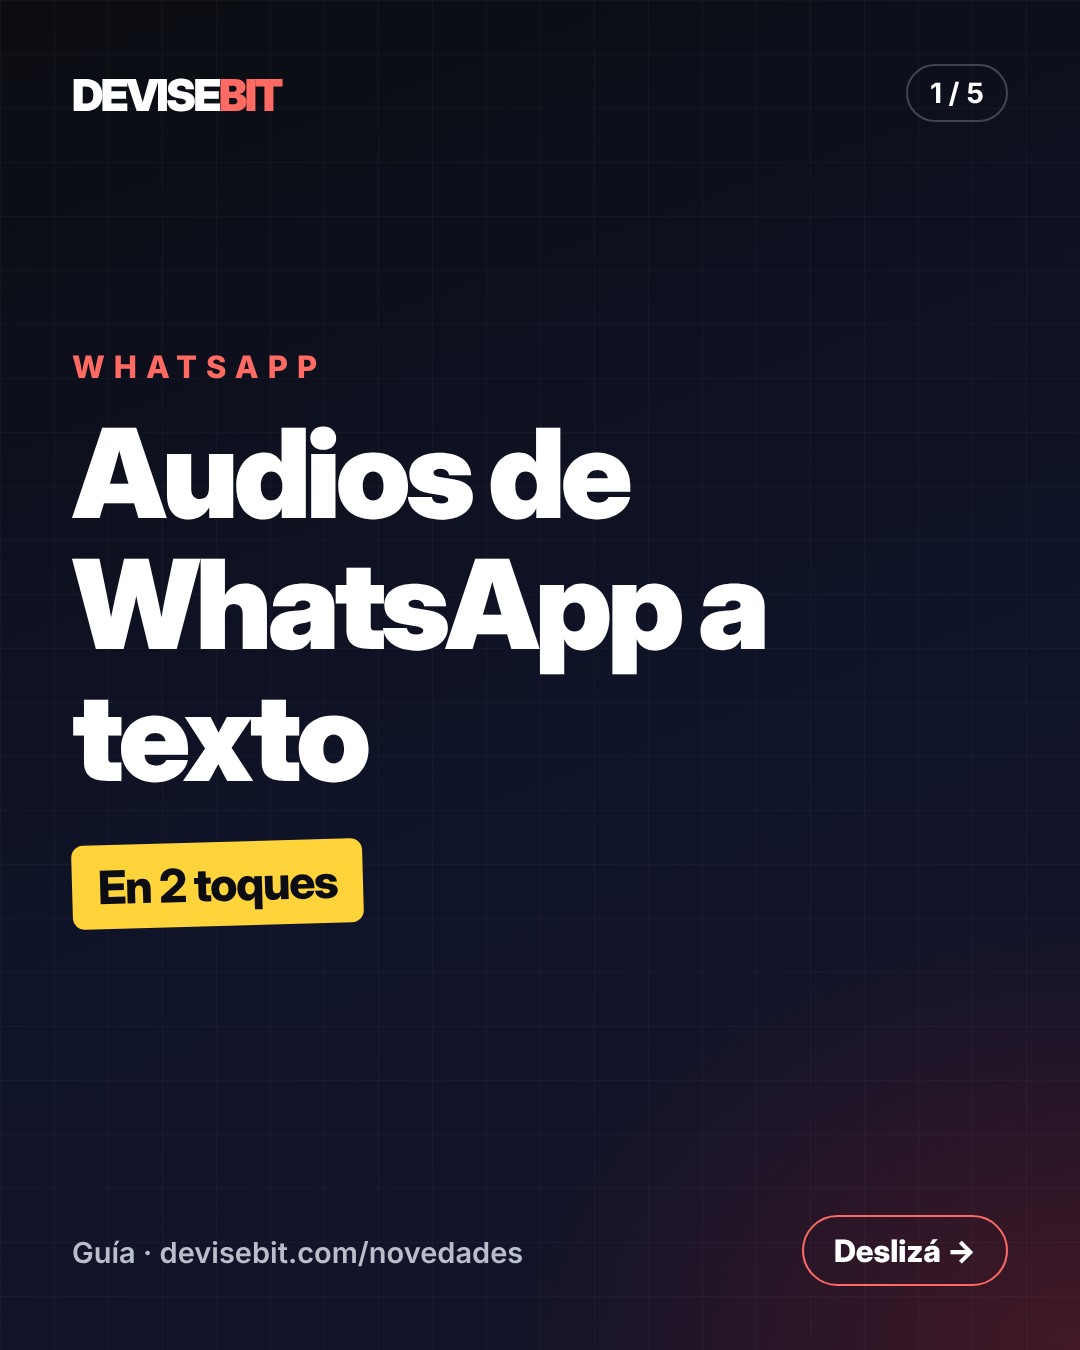 DEVISEBIT
1 / 5
WHATSAPP
Audios de
WhatsApp a
texto
En 2 toques
Guía · devisebit.com/novedades
Deslizá →